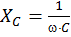 X_C = 1/(ω·C)